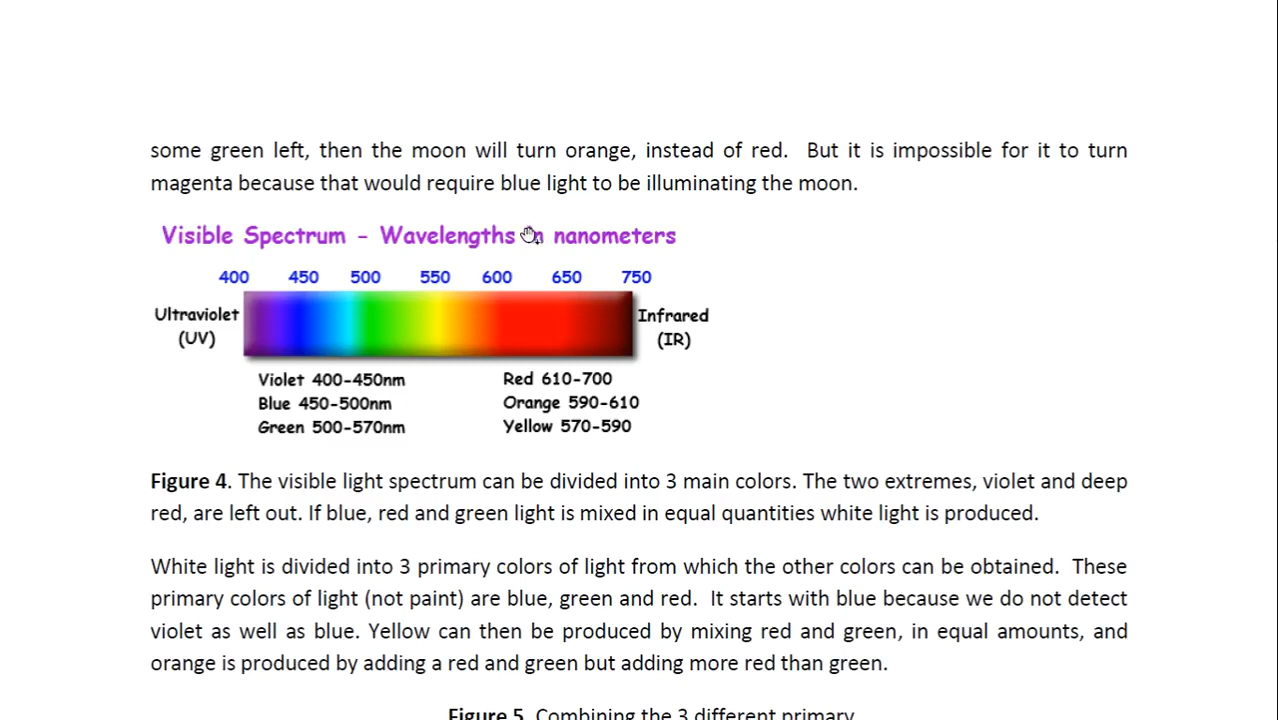 some green left, then the moon will turn orange, instead of red. But it is impossible for it to turn
magenta because that would require blue light to be illuminating the moon.
Visible Spectrum - Wavelengths nanometers
400 450 500 550 600 650 750
Ultraviolet
(UV)
Infrared
(IR)
Violet 400-450nm
Blue 450-500nm
Green 500-570nm
Red 610-700
Orange 590-610
Yellow 570-590
Figure 4. The visible light spectrum can be divided into 3 main colors. The two extremes, violet and deep
red, are left out. If blue, red and green light is mixed in equal quantities white light is produced.
White light is divided into 3 primary colors of light from which the other colors can be obtained. These
primary colors of light (not paint) are blue, green and red. It starts with blue because we do not detect
violet as well as blue. Yellow can then be produced by mixing red and green, in equal amounts, and
orange is produced by adding a red and green but adding more red than green.
Figure 5. Combining the 3 different primary